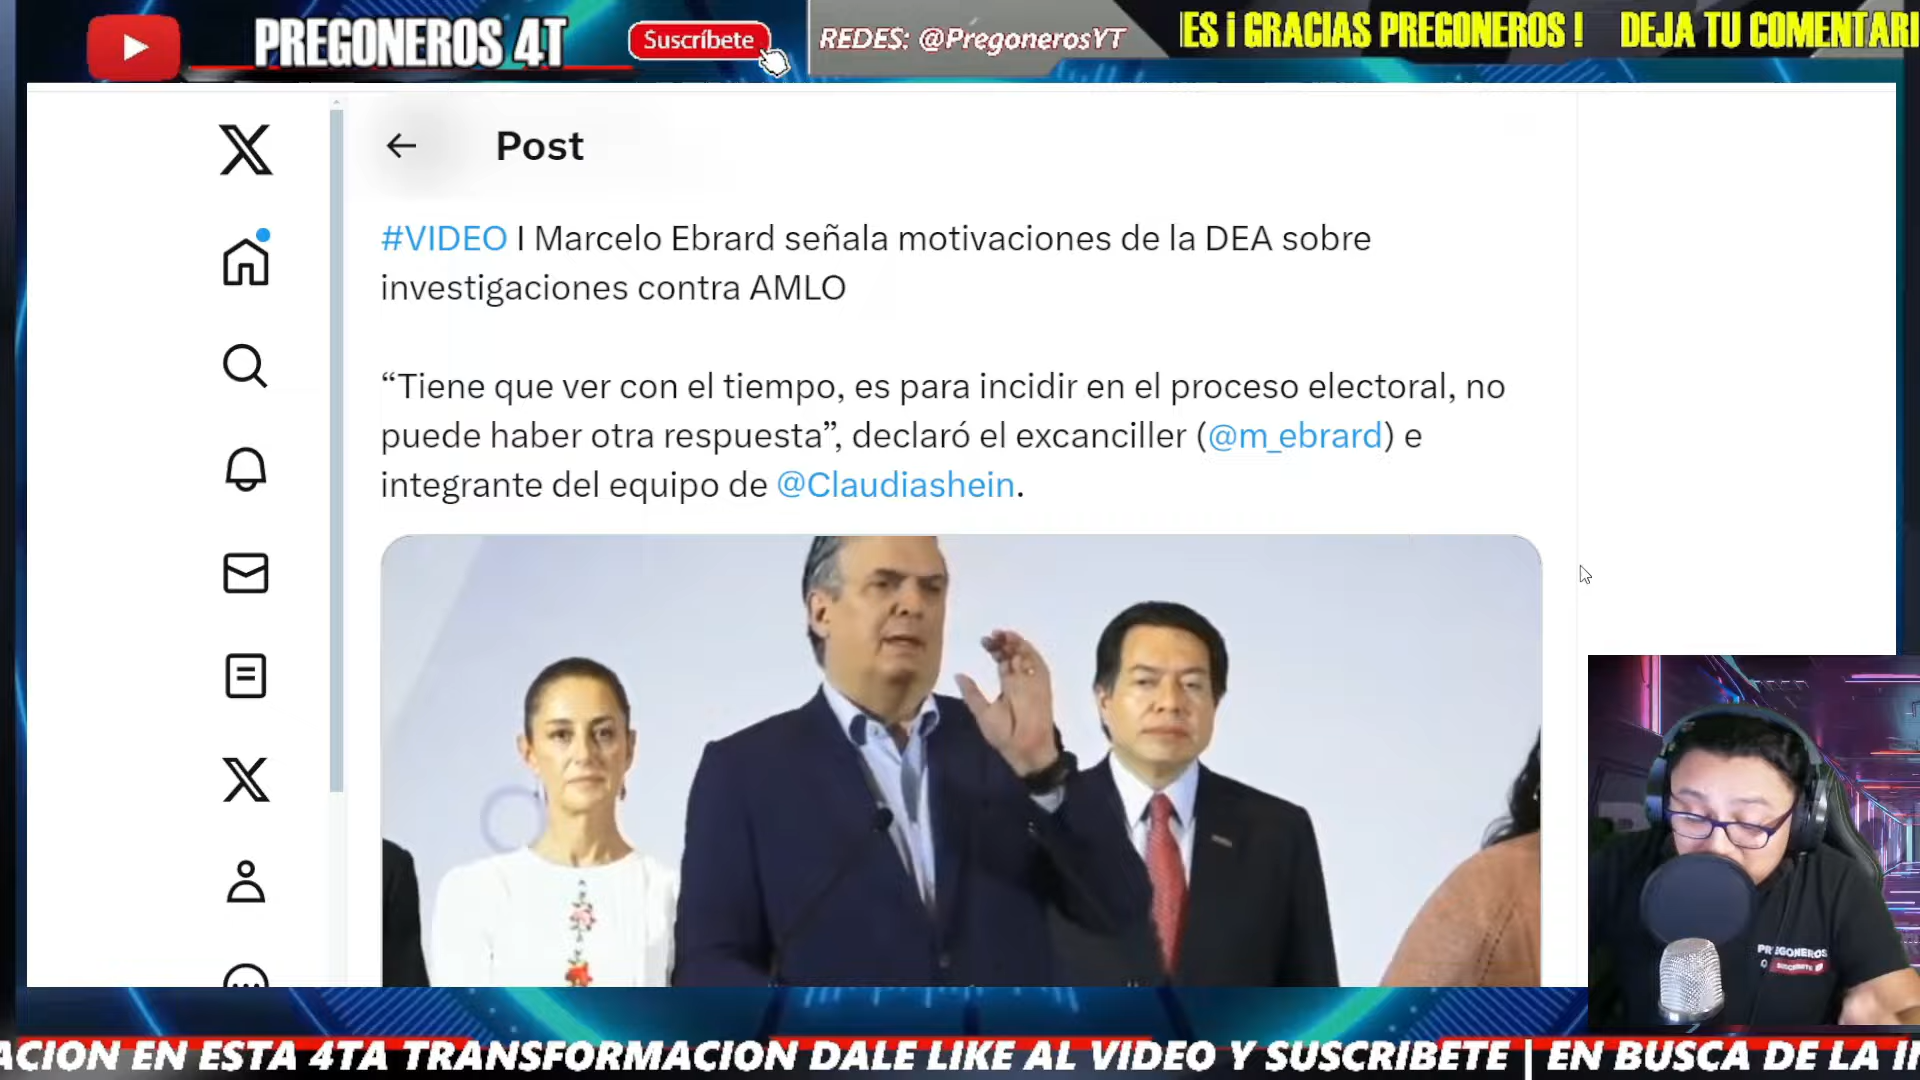 PREGONEROS 4T
Suscríbete
REDES: @PregonerosYT
ES ¡ GRACIAS PREGONEROS ! DEJA TU COMENTARI
Post
#VIDEO I Marcelo Ebrard señala motivaciones de la DEA sobre
investigaciones contra AMLO
“Tiene que ver con el tiempo, es para incidir en el proceso electoral, no
puede haber otra respuesta”, declaró el excanciller (@m_ebrard) e
integrante del equipo de @Claudiashein.
PREGONEROS
SUSCRIBETE
ACION EN ESTA 4TA TRANSFORMACION DALE LIKE AL VIDEO Y SUSCRIBETE | EN BUSCA DE LA I